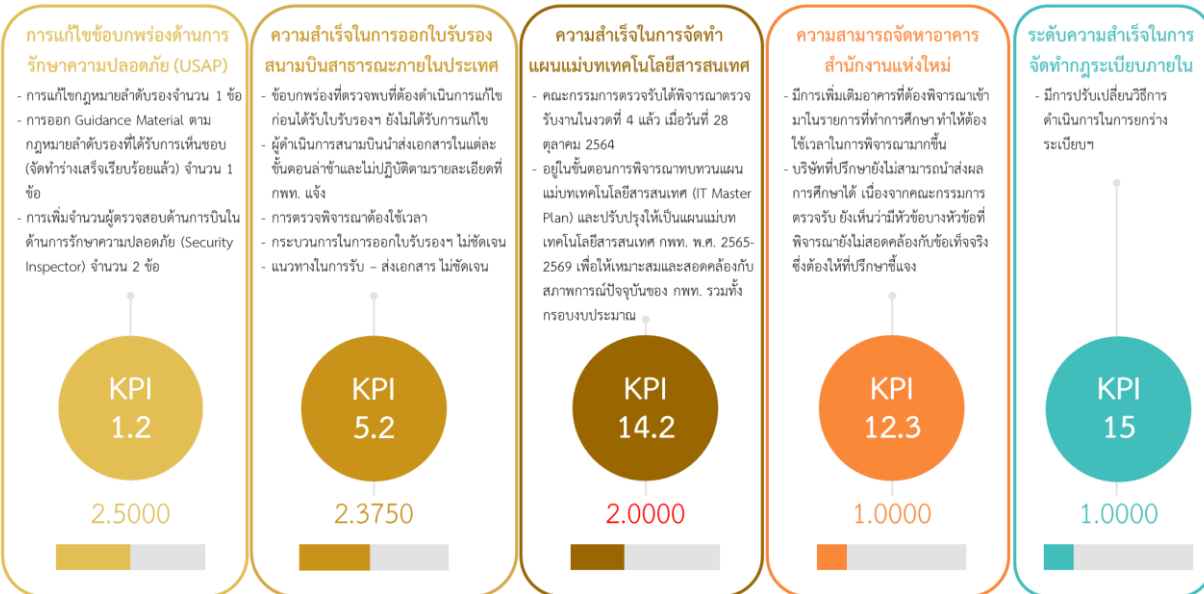 การแก้ไขข้อบกพร่องด้านการ
รักษาความปลอดภัย (USAP)
- การแก้ไขกฎหมายลำดับรองจำนวน 1 ข้อ
- การออก Guidance Material ตาม
กฎหมายลำดับรองที่ได้รับการเห็นชอบ
(จัดทำร่างเสร็จเรียบร้อยแล้ว) จำนวน 1
ข้อ
- การเพิ่มจำนวนผู้ตรวจสอบด้านการบินใน
ด้านการรักษาความปลอดภัย (Security
Inspector) จำนวน 2 ข้อ
KPI
1.2
2.5000
ความสำเร็จในการออกใบรับรอง
สนามบินสาธารณะภายในประเทศ
- ข้อบกพร่องที่ตรวจพบที่ต้องดำเนินการแก้ไข
ก่อนได้รับใบรับรองฯ ยังไม่ได้รับการแก้ไข
- ผู้ดำเนินการสนามบินนำส่งเอกสารในแต่ละ
ขั้นตอนล่าช้าและไม่ปฏิบัติตามรายละเอียดที่
กพท. แจ้ง
- การตรวจพิจารณาต้องใช้เวลา
- กระบวนการในการออกใบรับรองฯ ไม่ชัดเจน
- แนวทางในการรับ – ส่งเอกสาร ไม่ชัดเจน
KPI
5.2
2.3750
ความสำเร็จในการจัดทำ
แผนแม่บทเทคโนโลยีสารสนเทศ
- คณะกรรมการตรวจรับได้พิจารณาตรวจ
รับงานในงวดที่ 4 แล้ว เมื่อวันที่ 28
ตุลาคม 2564
- อยู่ในขั้นตอนการพิจารณาทบทวนแผน
แม่บทเทคโนโลยีสารสนเทศ (IT Master
Plan) และปรับปรุงให้เป็นแผนแม่บท
เทคโนโลยีสารสนเทศ กพท. พ.ศ. 2565-
2569 เพื่อให้เหมาะสมและสอดคล้องกับ
สภาพการณ์ปัจจุบันของ กพท. รวมทั้ง
กรอบงบประมาณ
KPI
14.2
2.0000
ความสามารถจัดหาอาคาร
สำนักงานแห่งใหม่
- มีการเพิ่มเติมอาคารที่ต้องพิจารณาเข้า
มาในรายการที่ทำการศึกษา ทำให้ต้อง
ใช้เวลาในการพิจารณามากขึ้น
- บริษัทที่ปรึกษายังไม่สามารถนำส่งผล
การศึกษาได้ เนื่องจากคณะกรรมการ
ตรวจรับ ยังเห็นว่ามีหัวข้อบางหัวข้อที่
พิจารณายังไม่สอดคล้องกับข้อเท็จจริง
ซึ่งต้องให้ที่ปรึกษาชี้แจง
KPI
12.3
1.0000
ระดับความสำเร็จในการ
จัดทำกฎระเบียบภายใน
- มีการปรับเปลี่ยนวิธีการ
ดำเนินการในการยกร่าง
ระเบียบฯ
KPI
15
1.0000